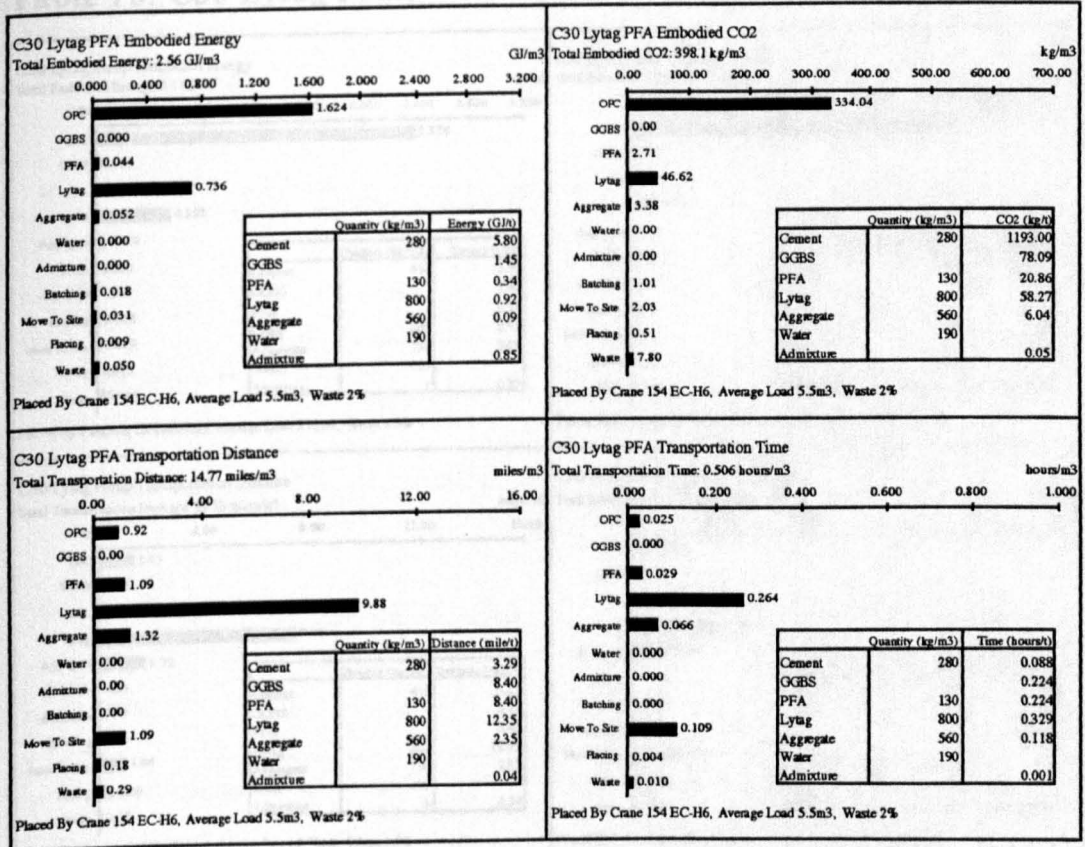 C30 Lytag PFA Embodied Energy
Total Embodied Energy: 2.56 GJ/m3
GJ/m3
0.000 0.400 0.800 1.200 1.600 2.000 2.400 2.800 3.200
OPC 1.624
GGBS 0.000
PFA 0.044
Lytag 0.736
Aggregate 0.052
Water 0.000
Admixture 0.000
Batching 0.018
Move To Site 0.031
Placing 0.009
Waste 0.050
Quantity (kg/m3) Energy (GJ/t)
Cement 280 5.80
GGBS 1.45
PFA 130 0.34
Lytag 800 0.92
Aggregate 560 0.09
Water 190
Admixture 0.85
Placed By Crane 154 EC-H6, Average Load 5.5m3, Waste 2%
C30 Lytag PFA Embodied CO2
Total Embodied CO2: 398.1 kg/m3
kg/m3
0.00 100.00 200.00 300.00 400.00 500.00 600.00 700.00
OPC 334.04
GGBS 0.00
PFA 2.71
Lytag 46.62
Aggregate 3.38
Water 0.00
Admixture 0.00
Batching 1.01
Move To Site 2.03
Placing 0.51
Waste 7.80
Quantity (kg/m3) CO2 (kg/t)
Cement 280 1193.00
GGBS 78.09
PFA 130 20.86
Lytag 800 58.27
Aggregate 560 6.04
Water 190
Admixture 0.05
Placed By Crane 154 EC-H6, Average Load 5.5m3, Waste 2%
C30 Lytag PFA Transportation Distance
Total Transportation Distance: 14.77 miles/m3
miles/m3
4.00 8.00 12.00 16.00
OPC 0.92
GGBS 0.00
PFA 1.09
Lytag 9.88
Aggregate 1.32
Water 0.00
Admixture 0.00
Batching 0.00
Move To Site 1.09
Placing 0.18
Waste 0.29
Quantity (kg/m3) Distance (mile/t)
Cement 280 3.29
GGBS 8.40
PFA 130 8.40
Lytag 800 12.35
Aggregate 560 2.35
Water 190
Admixture 0.04
Placed By Crane 154 EC-H6, Average Load 5.5m3, Waste 2%
C30 Lytag PFA Transportation Time
Total Transportation Time: 0.506 hours/m3
hours/m3
0.000 0.200 0.400 0.600 0.800 1.000
OPC 0.025
GGBS 0.000
PFA 0.029
Lytag 0.264
Aggregate 0.066
Water 0.000
Admixture 0.000
Batching 0.000
Move To Site 0.109
Placing 0.004
Waste 0.010
Quantity (kg/m3) Time (hours/t)
Cement 280 0.088
GGBS 0.224
PFA 130 0.224
Lytag 800 0.329
Aggregate 560 0.118
Water 190
Admixture 0.001
Placed By Crane 154 EC-H6, Average Load 5.5m3, Waste 2%